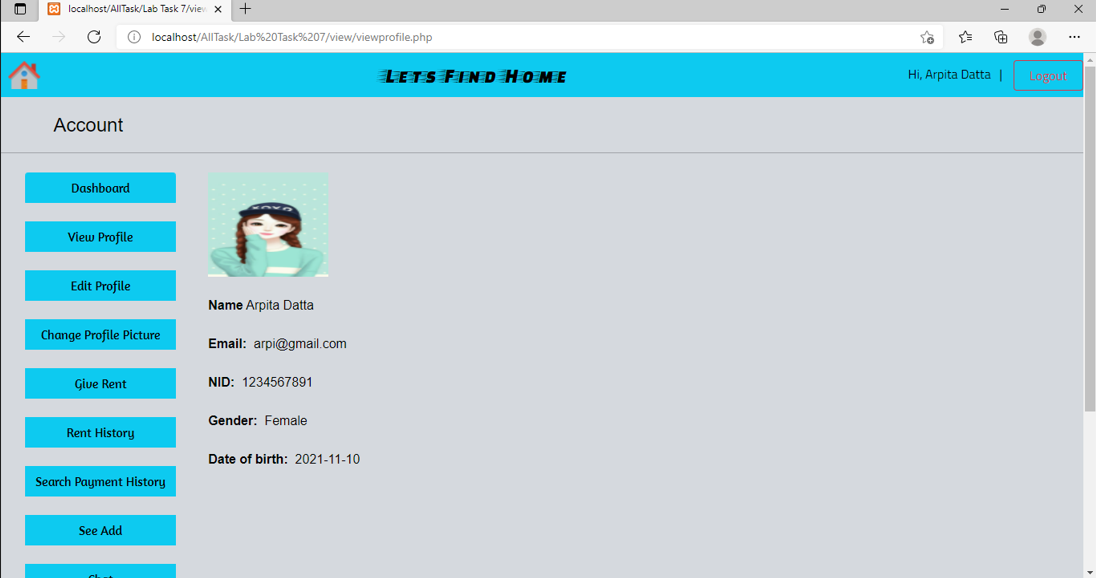 localhost/AllTask/Lab Task 7/view
localhost/AllTask/Lab%20Task%207/view/viewprofile.php
Lets Find Home
Hi, Arpita Datta |
Logout
Account
Dashboard
View Profile
Edit Profile
Change Profile Picture
Give Rent
Rent History
Search Payment History
See Add
Chat
XOXO
Name Arpita Datta
Email: arpi@gmail.com
NID: 1234567891
Gender: Female
Date of birth: 2021-11-10